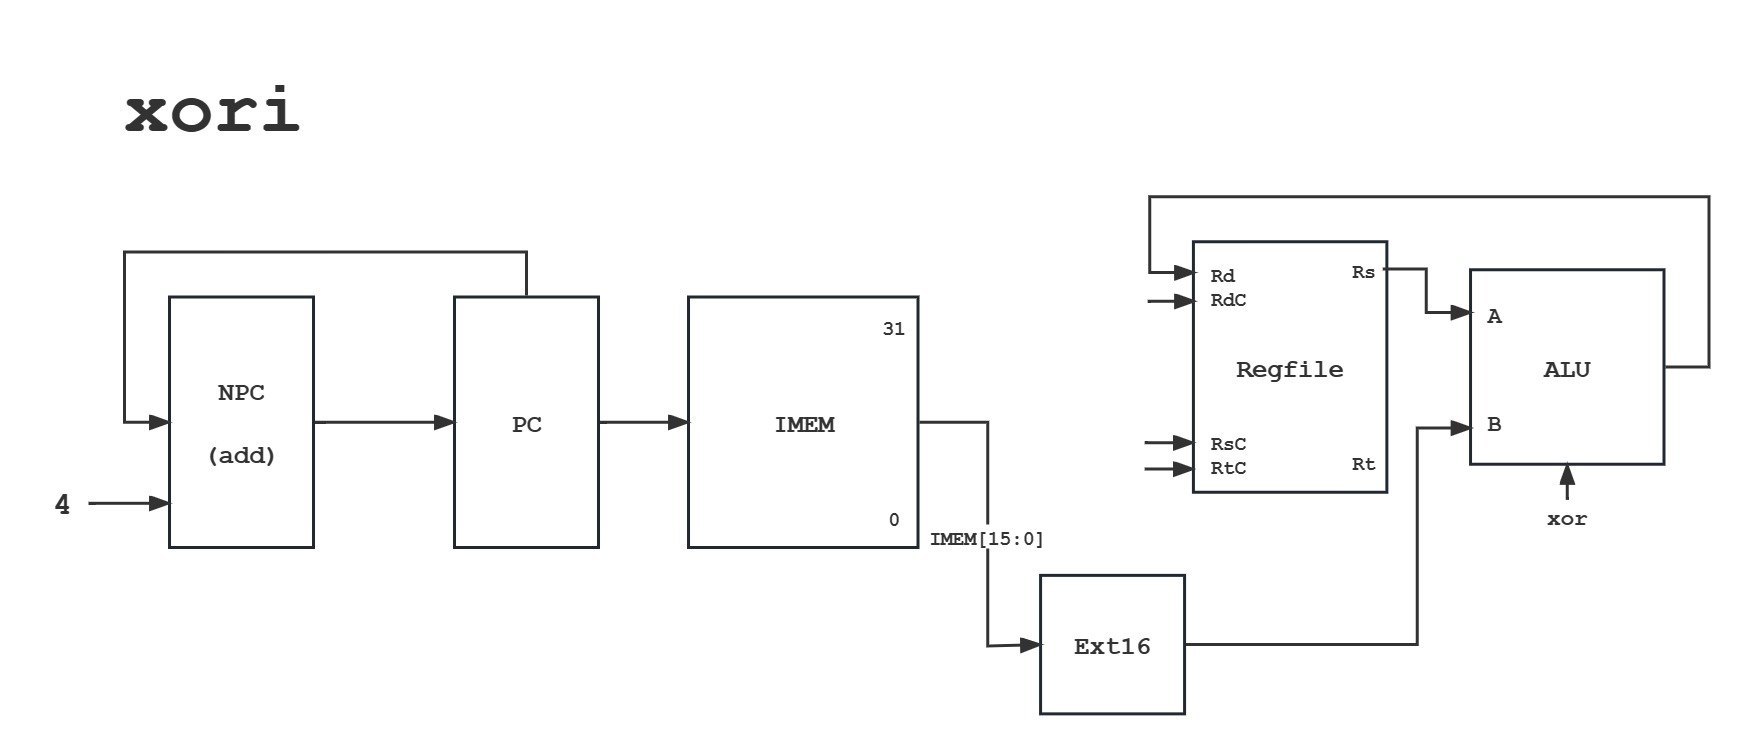 xori
NPC
(add)
4
PC
31
IMEM
0
IMEM[15:0]
Ext16
Rd
RdC
Rs
Regfile
RsC
RtC
Rt
A
ALU
B
xor